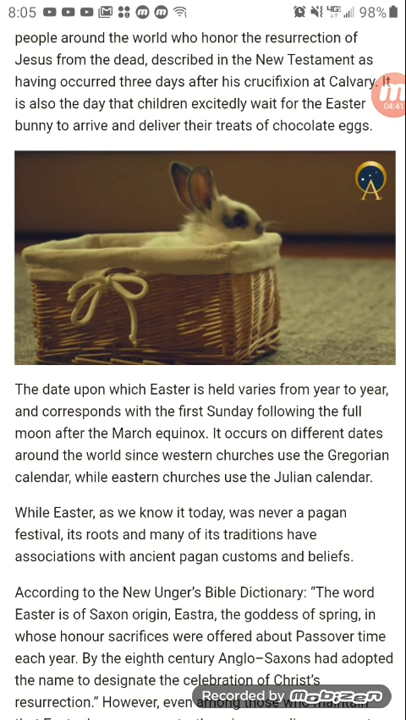 8:05
98%
people around the world who honor the resurrection of
Jesus from the dead, described in the New Testament as
having occurred three days after his crucifixion at Calvary. It
is also the day that children excitedly wait for the Easter
bunny to arrive and deliver their treats of chocolate eggs.
04:41
The date upon which Easter is held varies from year to year,
and corresponds with the first Sunday following the full
moon after the March equinox. It occurs on different dates
around the world since western churches use the Gregorian
calendar, while eastern churches use the Julian calendar.
While Easter, as we know it today, was never a pagan
festival, its roots and many of its traditions have
associations with ancient pagan customs and beliefs.
According to the New Unger's Bible Dictionary: “The word
Easter is of Saxon origin, Eastra, the goddess of spring, in
whose honour sacrifices were offered about Passover time
each year. By the eighth century Anglo–Saxons had adopted
the name to designate the celebration of Christ's
resurrection.” However, even among those who maintain
Recorded by Mobizen